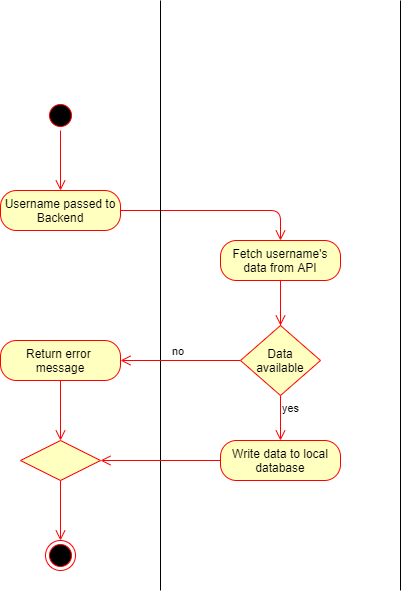 Username passed to
Backend
Fetch username's
data from API
Return error
message
no
Data
available
yes
Write data to local
database